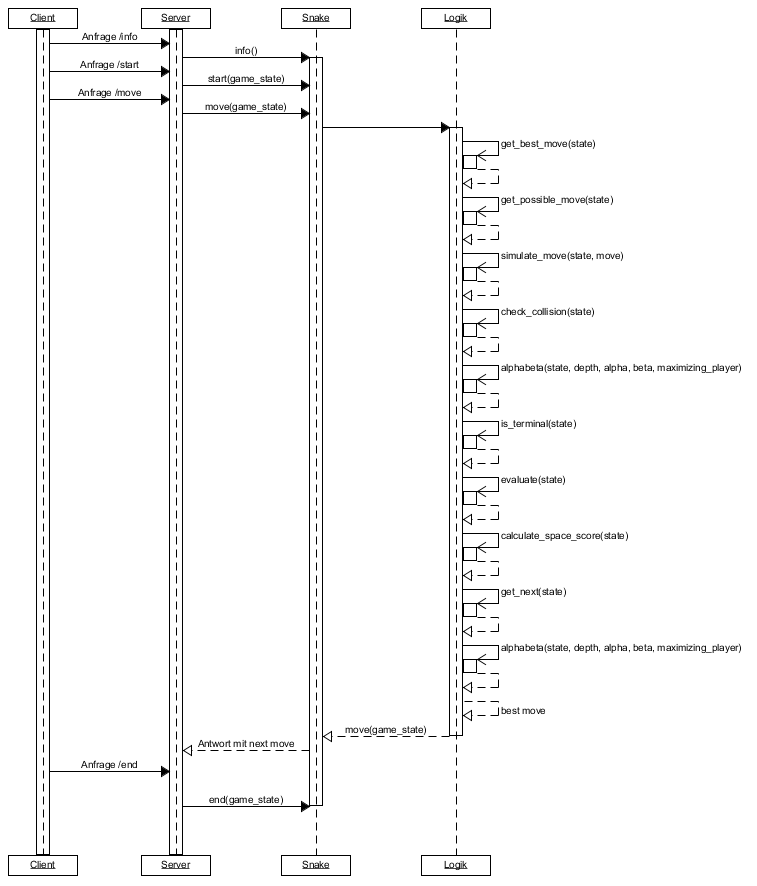 Client Server Snake Logik
Anfrage /info
info()
Anfrage /start
start(game_state)
Anfrage /move
move(game_state)
get_best_move(state)
get_possible_move(state)
simulate_move(state, move)
check_collision(state)
alphabeta(state, depth, alpha, beta, maximizing_player)
is_terminal(state)
evaluate(state)
calculate_space_score(state)
get_next(state)
alphabeta(state, depth, alpha, beta, maximizing_player)
best move
move(game_state)
Antwort mit next move
Anfrage /end
end(game_state)
Client Server Snake Logik